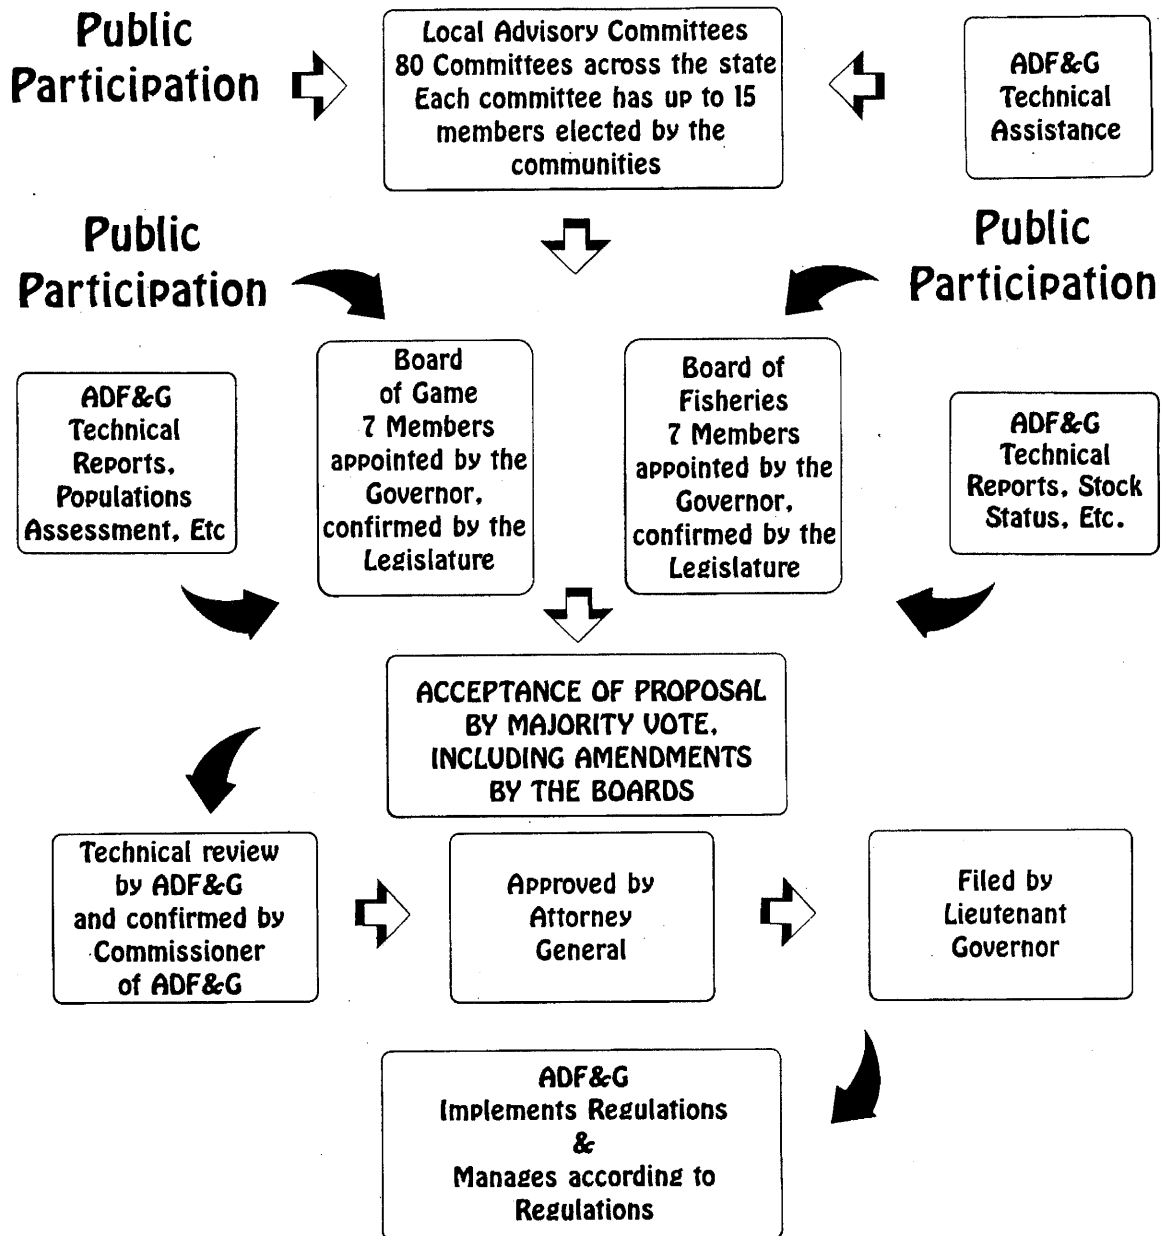 Public
Participation
Local Advisory Committees
80 Committees across the state
Each committee has up to 15
members elected by the
communities
ADF&G
Technical
Assistance
Public
Participation
Public
Participation
ADF&G
Technical
Reports,
Populations
Assessment, Etc
Board
of Game
7 Members
appointed by the
Governor,
confirmed by the
Legislature
Board of
Fisheries
7 Members
appointed by the
Governor,
confirmed by the
Legislature
ADF&G
Technical
Reports, Stock
Status, Etc.
ACCEPTANCE OF PROPOSAL
BY MAJORITY VOTE,
INCLUDING AMENDMENTS
BY THE BOARDS
Technical review
by ADF&G
and confirmed by
Commissioner
of ADF&G
Approved by
Attorney
General
Filed by
Lieutenant
Governor
ADF&G
Implements Regulations
&
Manages according to
Regulations